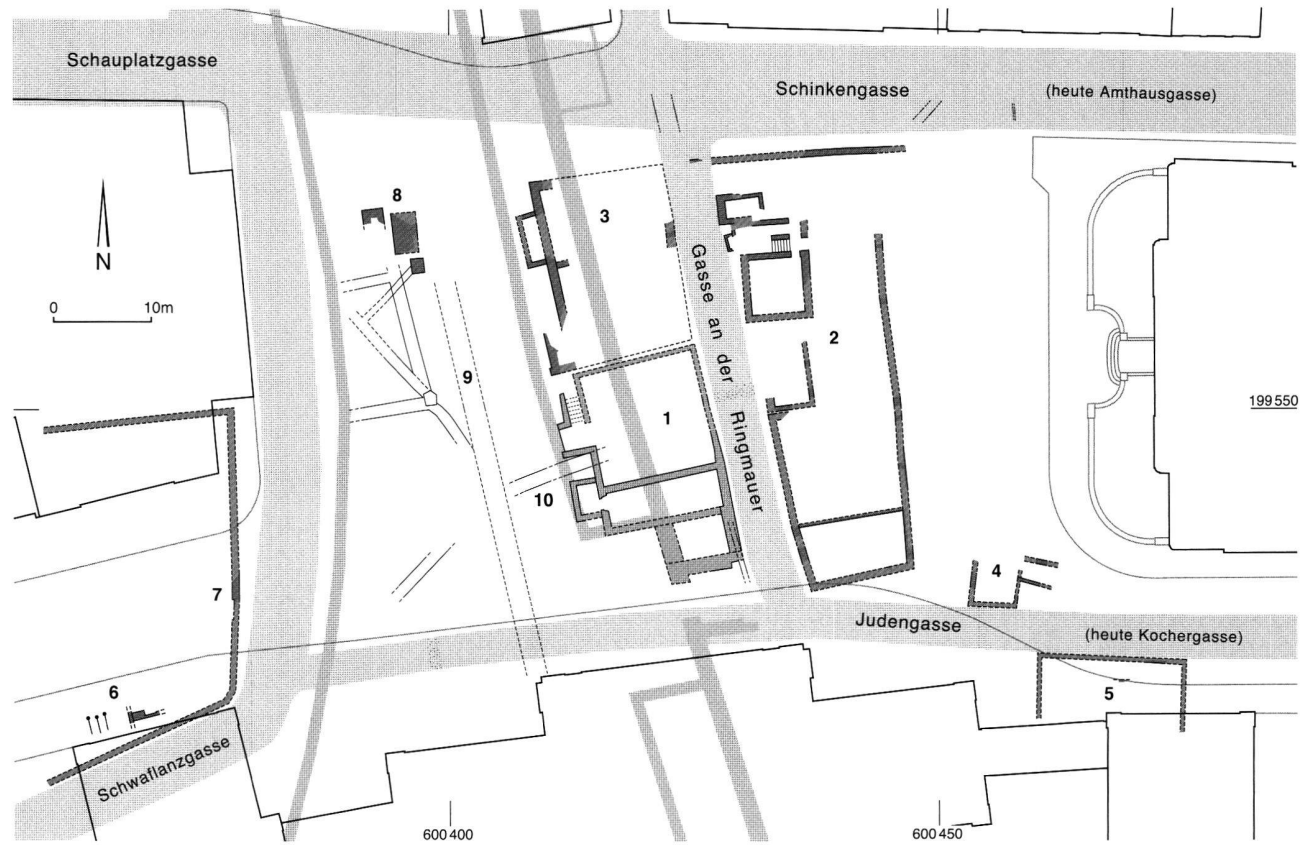 Schauplatzgasse
Schinkengasse
(heute Amthausgasse)
8
3
N
0 10m
Gasse an der Ringmauer
2
9
1
199 550
10
7
4
Judengasse
(heute Kochergasse)
6
5
Schwaflanzgasse
600 400
600 450